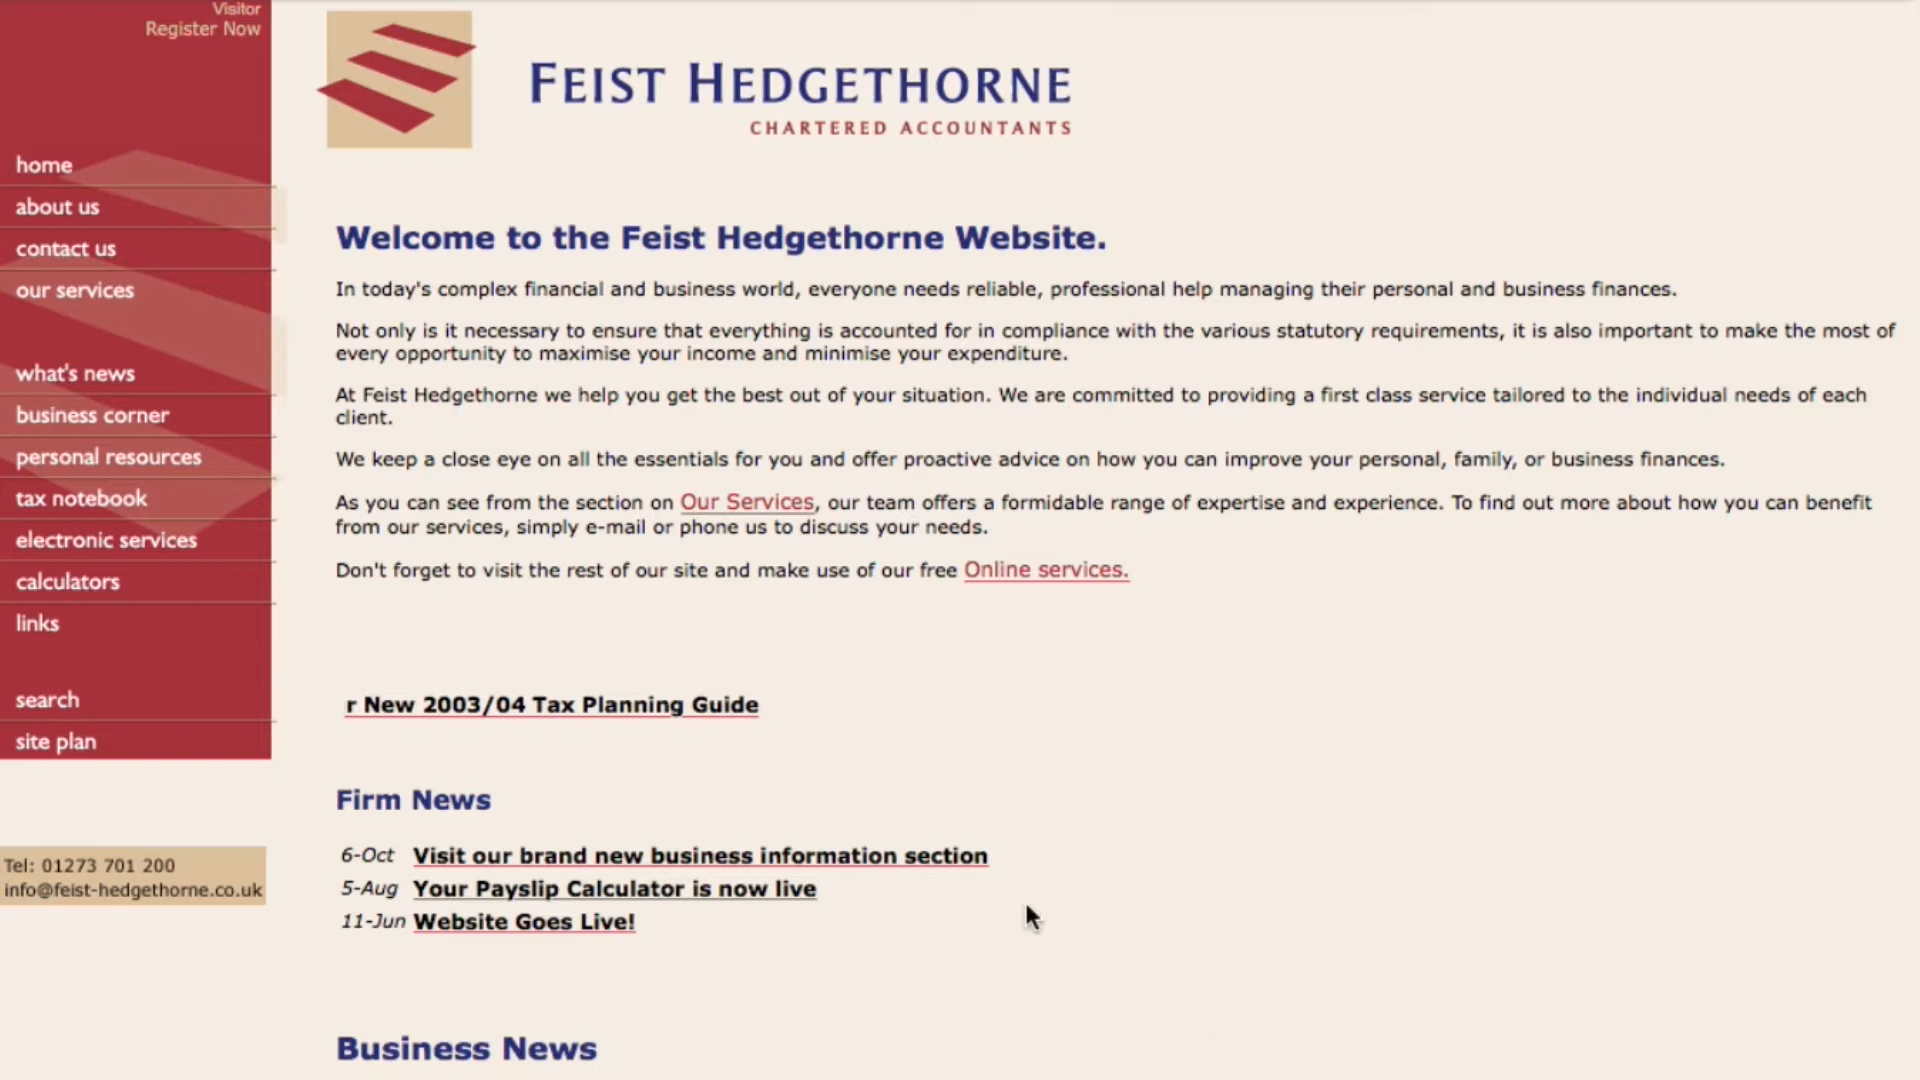 Visitor
Register Now
FEIST HEDGETHORNE
CHARTERED ACCOUNTANTS
home
about us
contact us
our services
what's news
business corner
personal resources
tax notebook
electronic services
calculators
links
search
site plan
Tel: 01273 701 200
info@feist-hedgethorne.co.uk
Welcome to the Feist Hedgethorne Website.
In today's complex financial and business world, everyone needs reliable, professional help managing their personal and business finances.
Not only is it necessary to ensure that everything is accounted for in compliance with the various statutory requirements, it is also important to make the most of
every opportunity to maximise your income and minimise your expenditure.
At Feist Hedgethorne we help you get the best out of your situation. We are committed to providing a first class service tailored to the individual needs of each
client.
We keep a close eye on all the essentials for you and offer proactive advice on how you can improve your personal, family, or business finances.
As you can see from the section on Our Services, our team offers a formidable range of expertise and experience. To find out more about how you can benefit
from our services, simply e-mail or phone us to discuss your needs.
Don't forget to visit the rest of our site and make use of our free Online services.
r New 2003/04 Tax Planning Guide
Firm News
6-Oct Visit our brand new business information section
5-Aug Your Payslip Calculator is now live
11-Jun Website Goes Live!
Business News